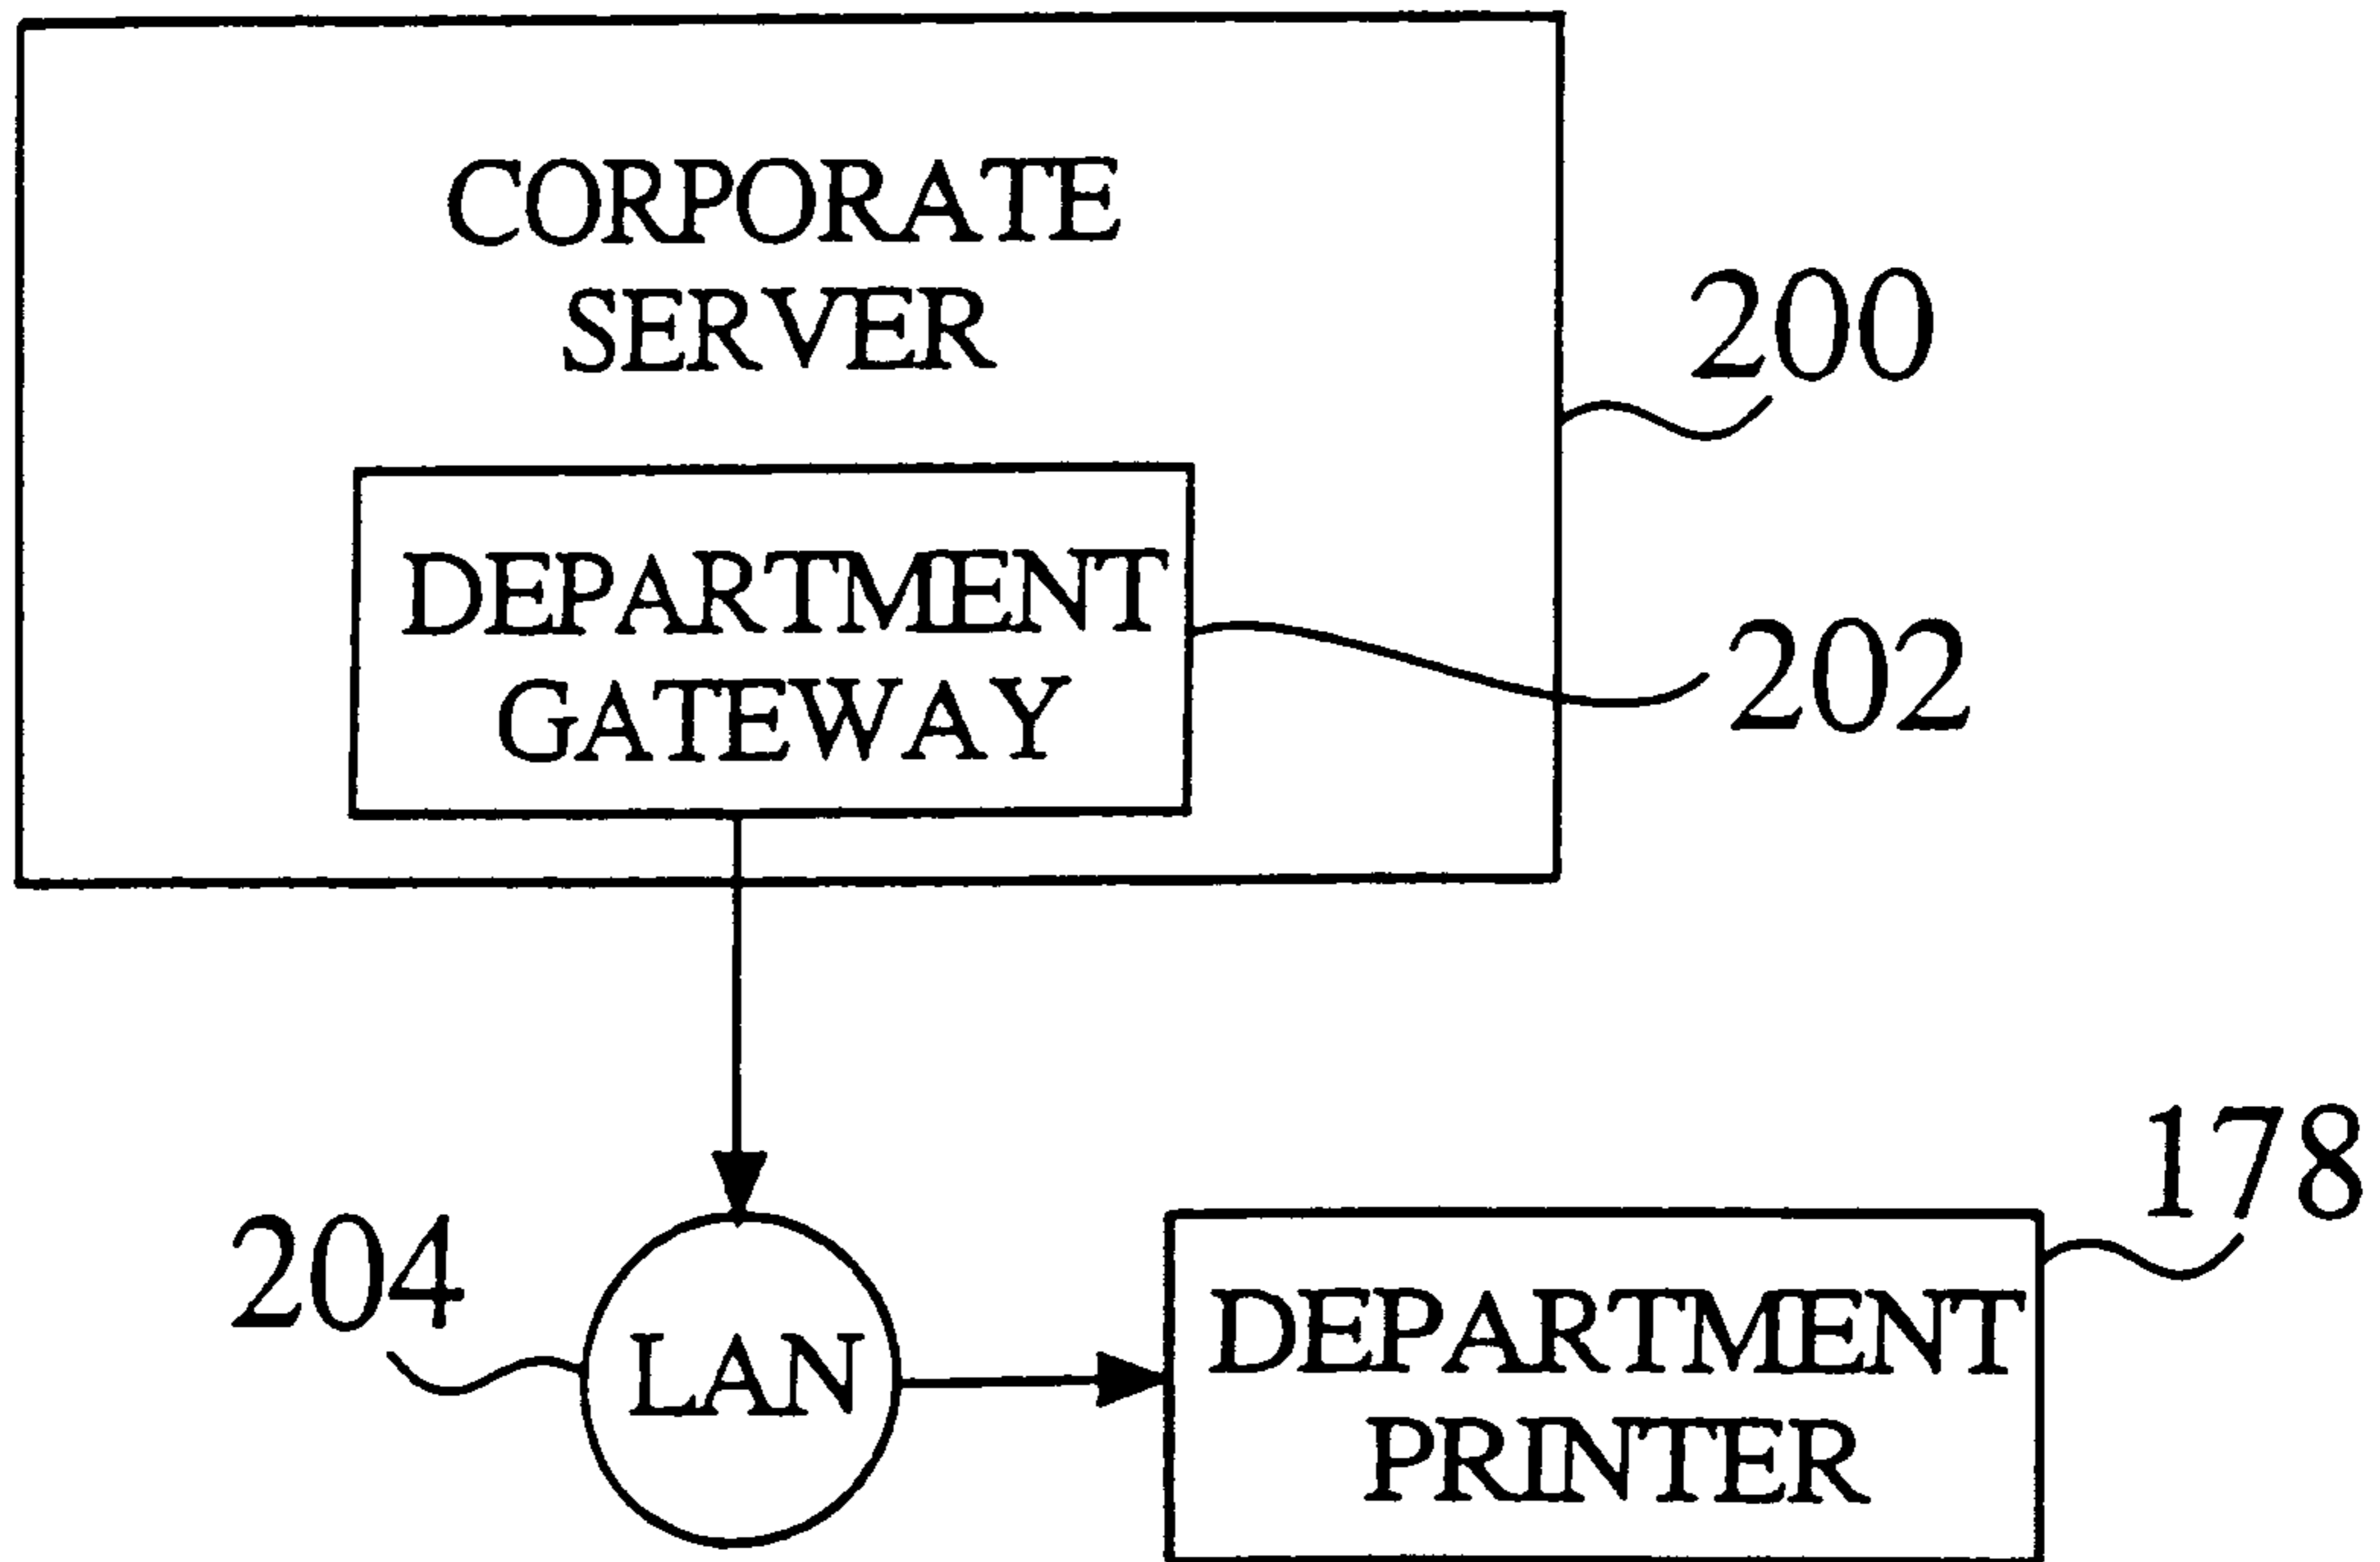 CORPORATE
SERVER
200
DEPARTMENT
GATEWAY
202
178
204
LAN
DEPARTMENT
PRINTER